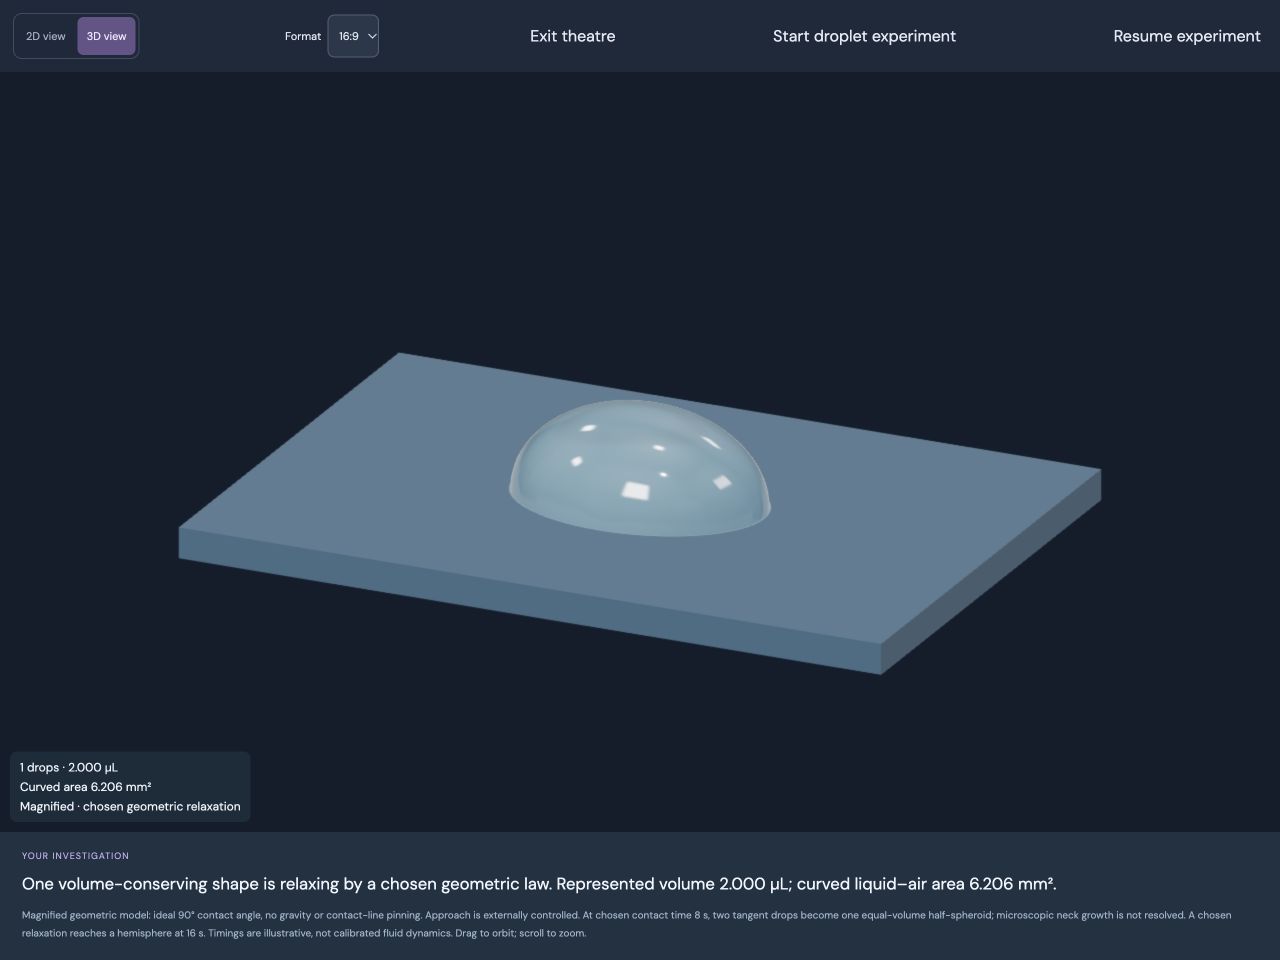 2D view
3D view
Format
16:9
Exit theatre
Start droplet experiment
Resume experiment
1 drops · 2.000 µL
Curved area 6.206 mm²
Magnified · chosen geometric relaxation
YOUR INVESTIGATION
One volume-conserving shape is relaxing by a chosen geometric law. Represented volume 2.000 µL; curved liquid–air area 6.206 mm².
Magnified geometric model: ideal 90° contact angle, no gravity or contact-line pinning. Approach is externally controlled. At chosen contact time 8 s, two tangent drops become one equal-volume half-spheroid; microscopic neck growth is not resolved. A chosen
relaxation reaches a hemisphere at 16 s. Timings are illustrative, not calibrated fluid dynamics. Drag to orbit; scroll to zoom.